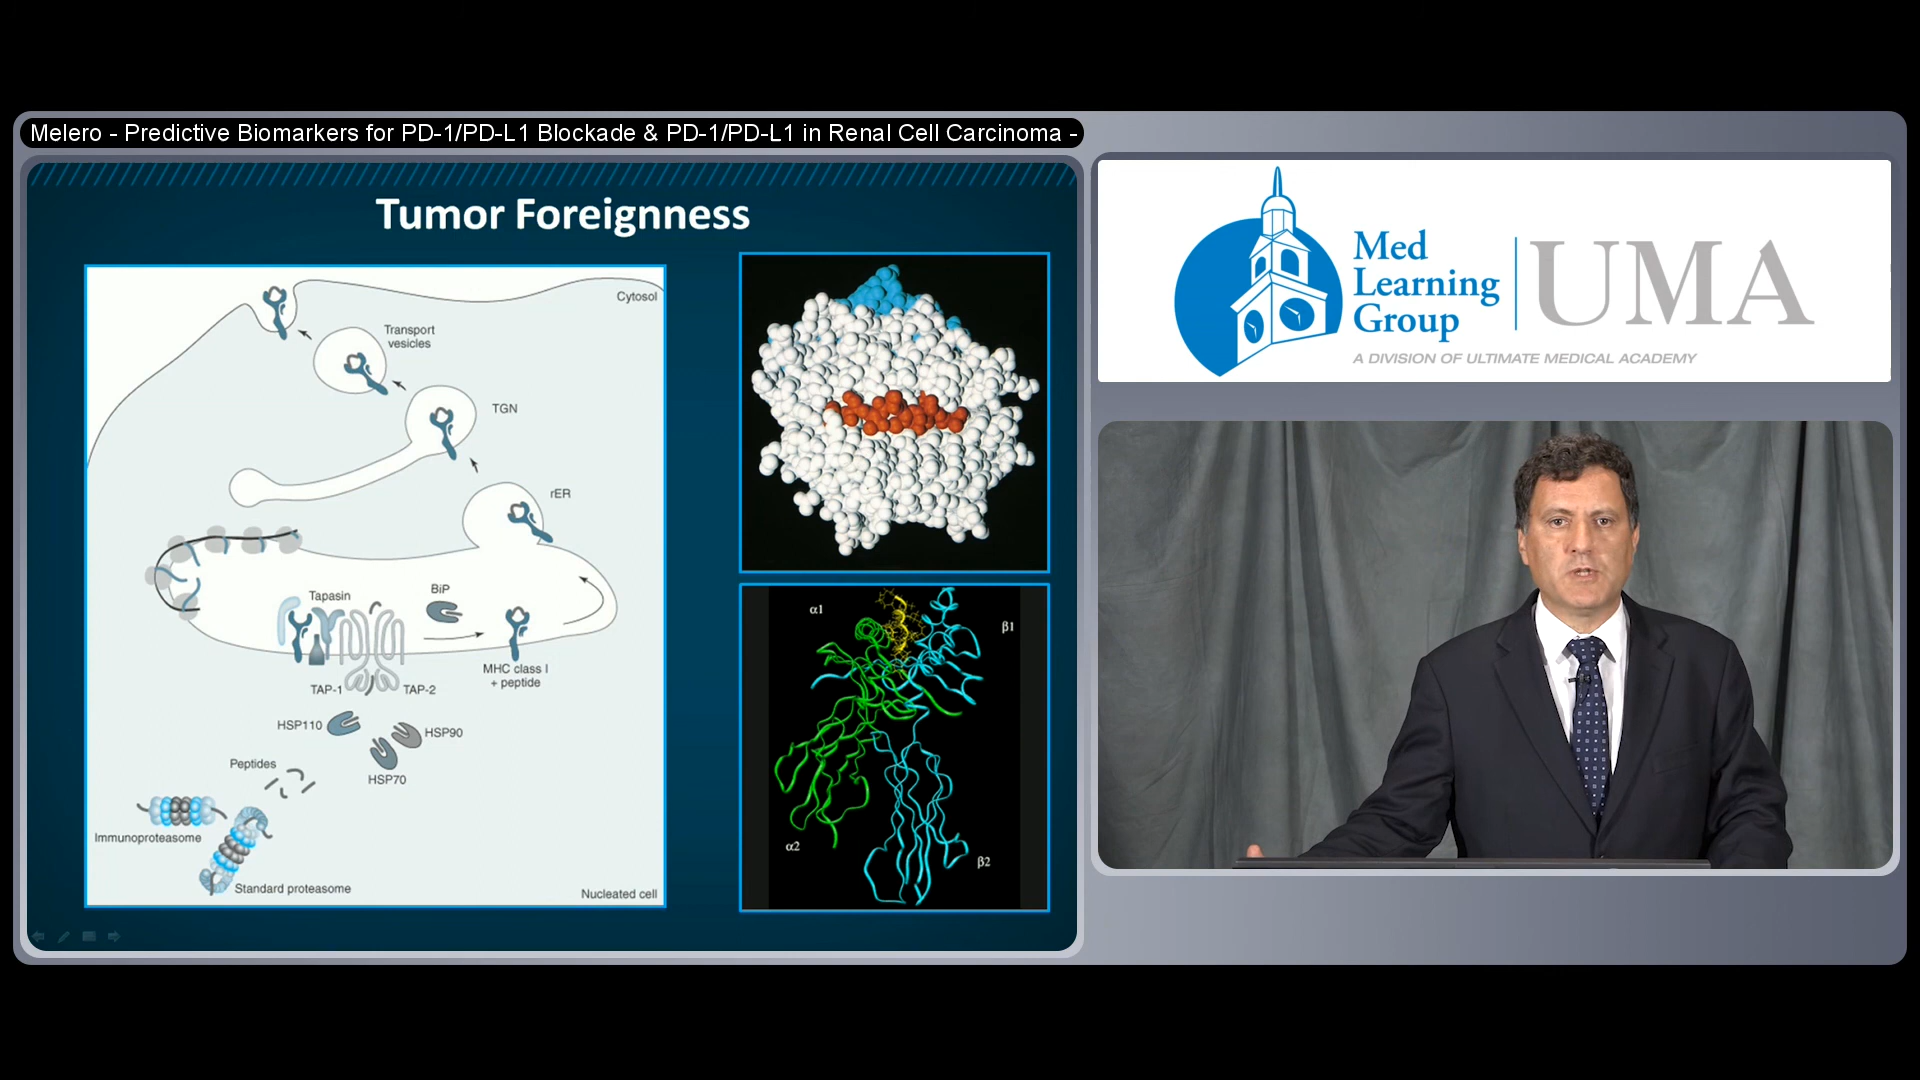 Melero - Predictive Biomarkers for PD-1/PD-L1 Blockade & PD-1/PD-L1 in Renal Cell Carcinoma -
Tumor Foreignness
Cytosol
Transport
vesicles
TGN
rER
Tapasin
BiP
MHC class I
+ peptide
TAP-1
TAP-2
HSP110
HSP90
HSP70
Peptides
Immunoproteasome
Standard proteasome
Nucleated cell
α1
β1
α2
β2
Med
Learning
Group
UMA
A DIVISION OF ULTIMATE MEDICAL ACADEMY